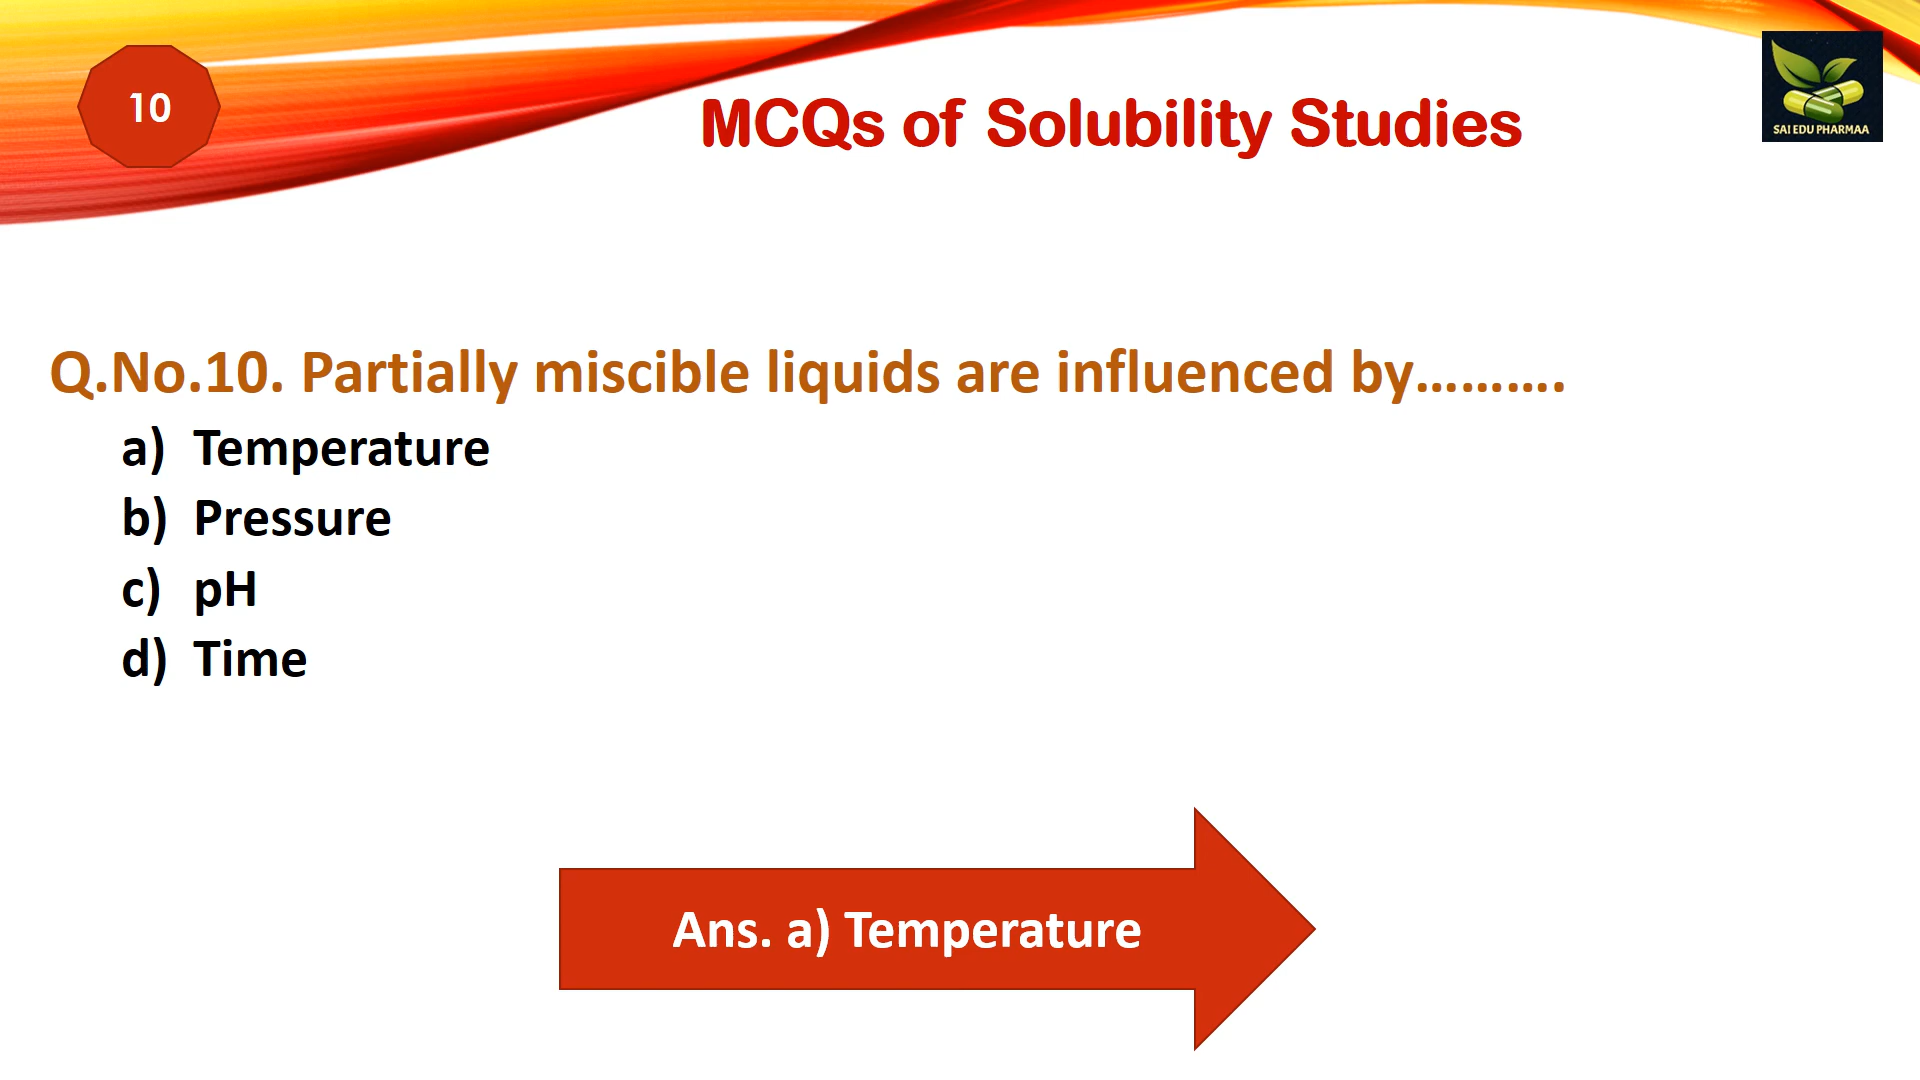 10
MCQs of Solubility Studies
SAI EDU PHARMAA
Q.No.10. Partially miscible liquids are influenced by……….
a) Temperature
b) Pressure
c) pH
d) Time
Ans. a) Temperature